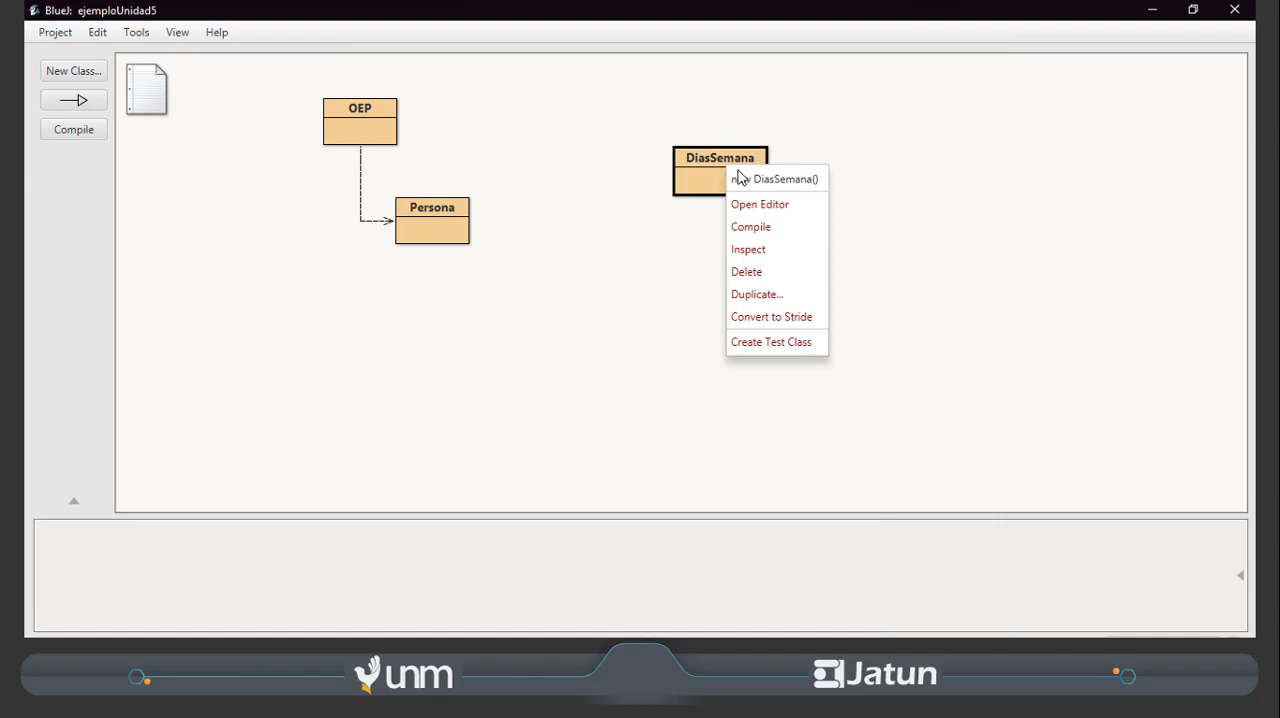 BlueJ: ejemploUnidad5
Project Edit Tools View Help
New Class...
Compile
OEP
Persona
DiasSemana
DiasSemana()
Open Editor
Compile
Inspect
Delete
Duplicate...
Convert to Stride
Create Test Class
unm
Jatun